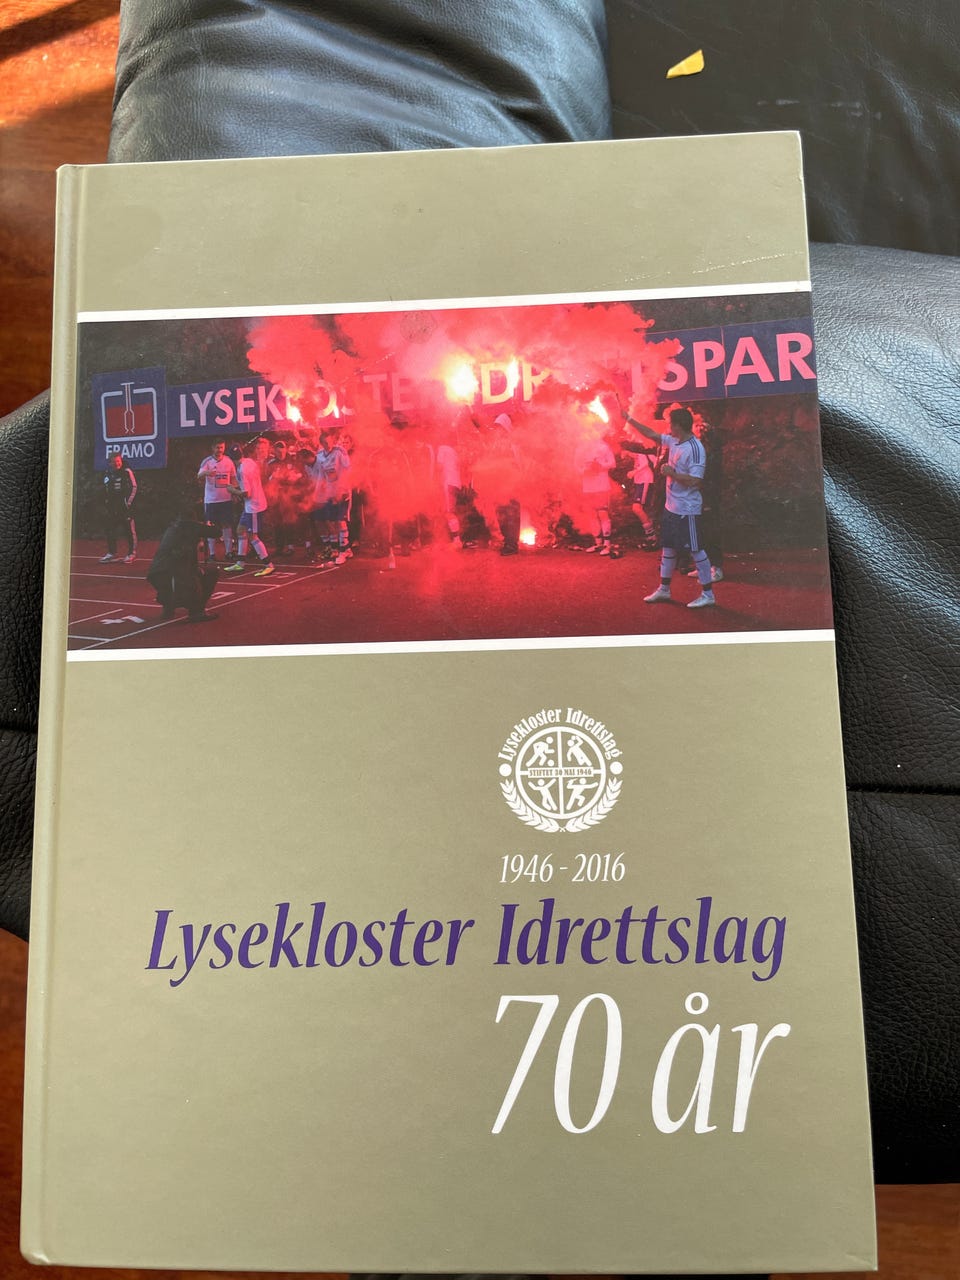 LYSEKLOSTER IDRETTSPAR
FRAMO
Lysekloster Idrettslag
STIFTET 30 MAI 1946
1946 - 2016
Lysekloster Idrettslag
70 år